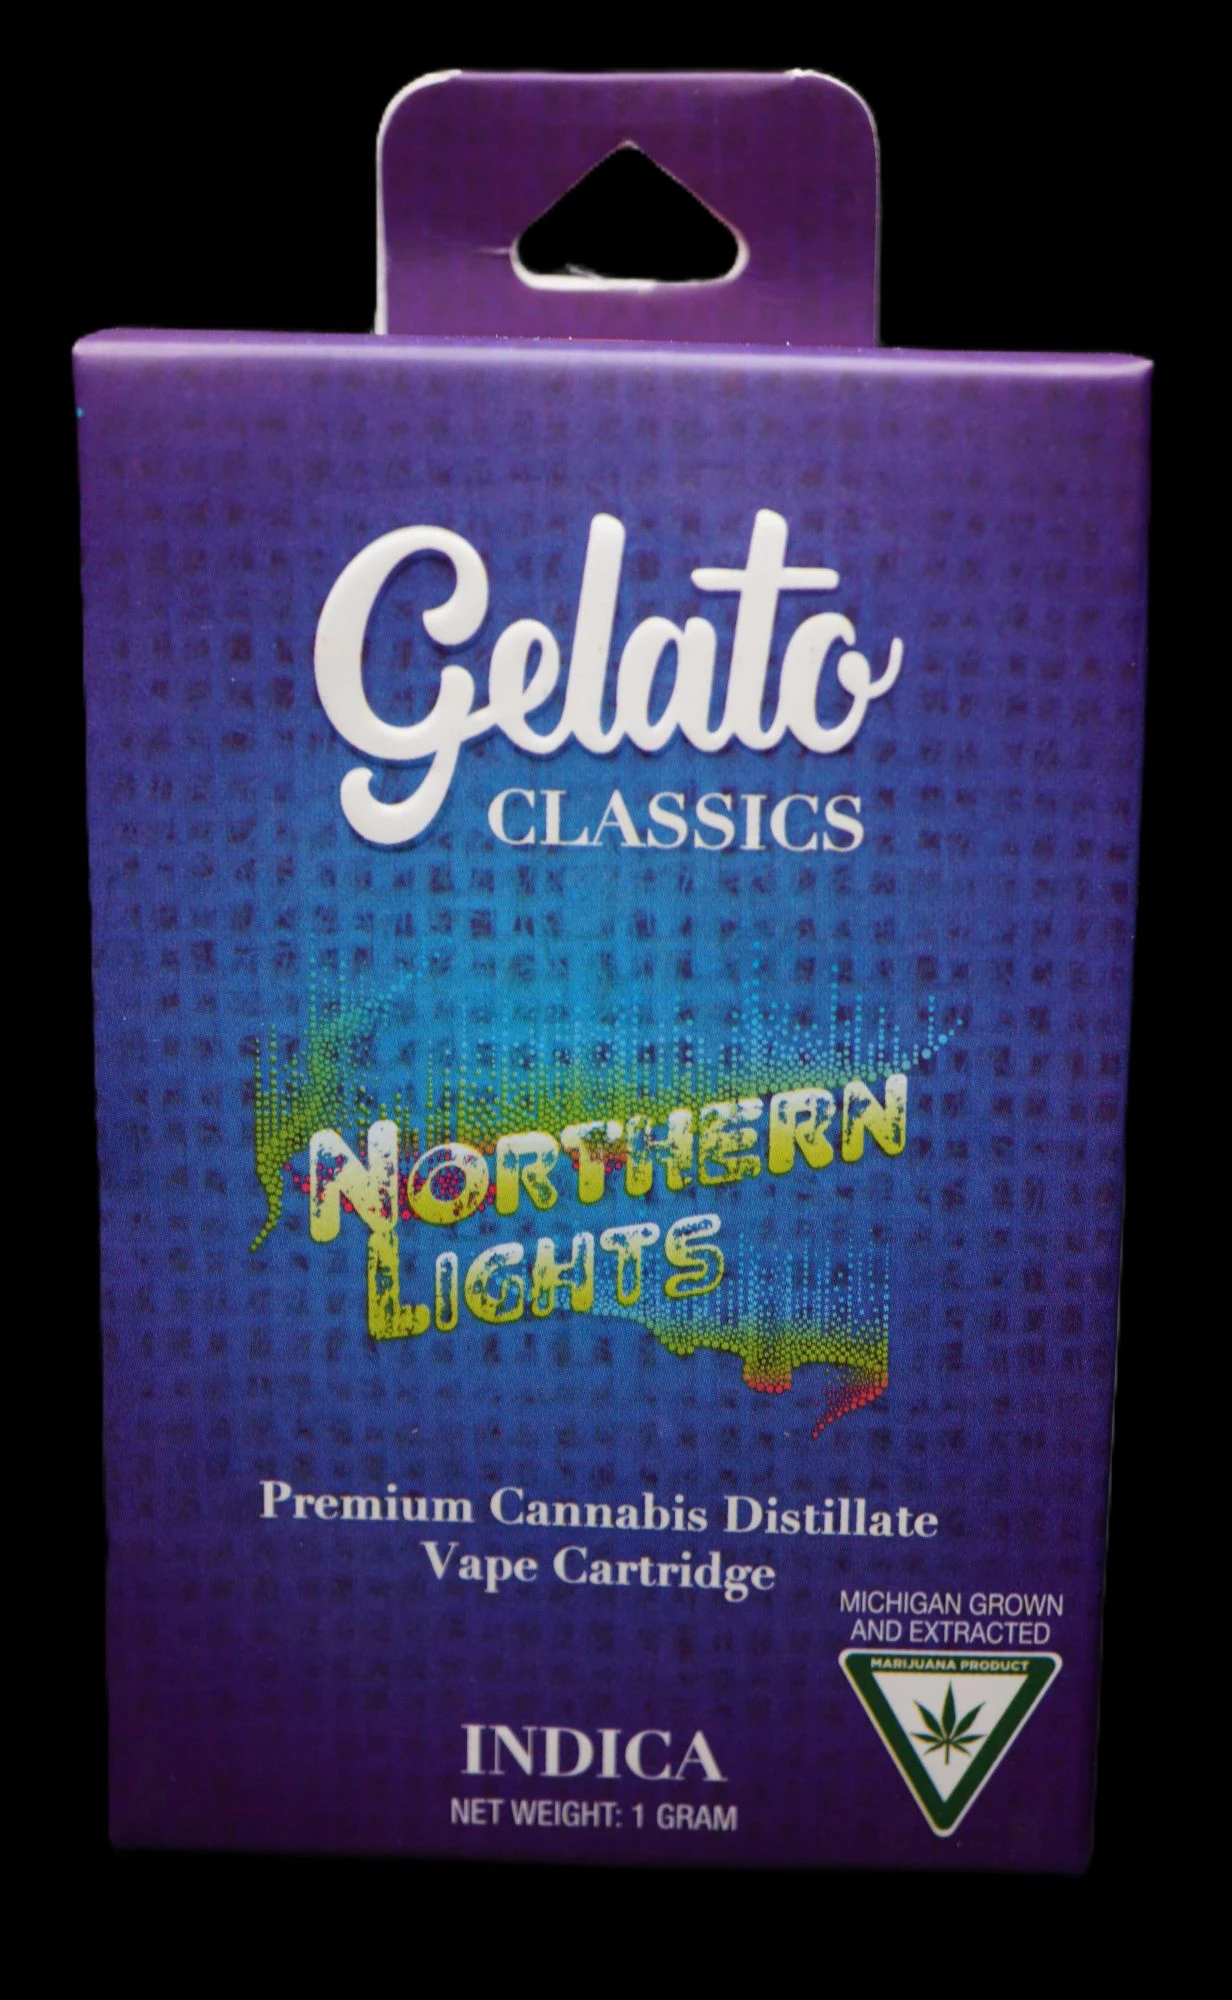 Gelato
CLASSICS
NORTHERN
LIGHTS
Premium Cannabis Distillate
Vape Cartridge
MICHIGAN GROWN
AND EXTRACTED
MARIJUANA PRODUCT
INDICA
NET WEIGHT: 1 GRAM